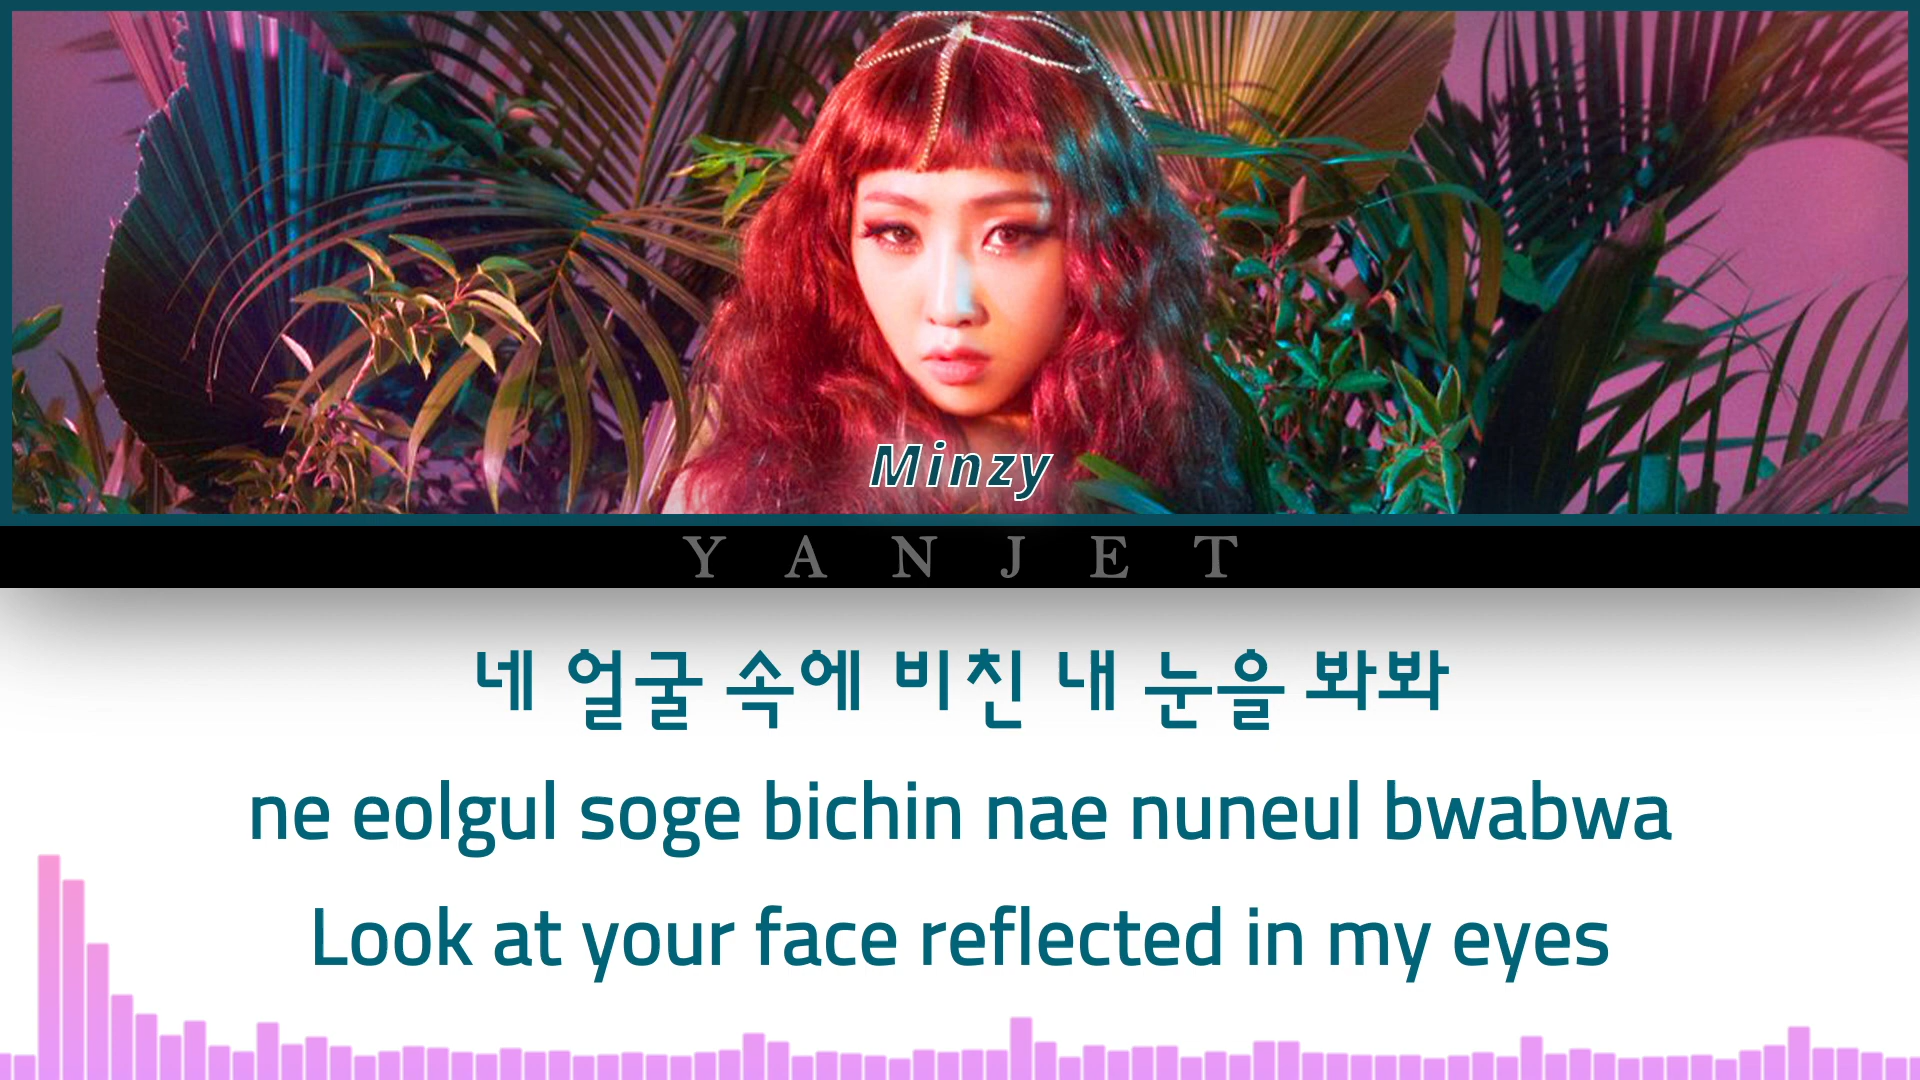 Minzy
YANJET
네 얼굴 속에 비친 내 눈을 봐봐
ne eolgul soge bichin nae nuneul bwabwa
Look at your face reflected in my eyes